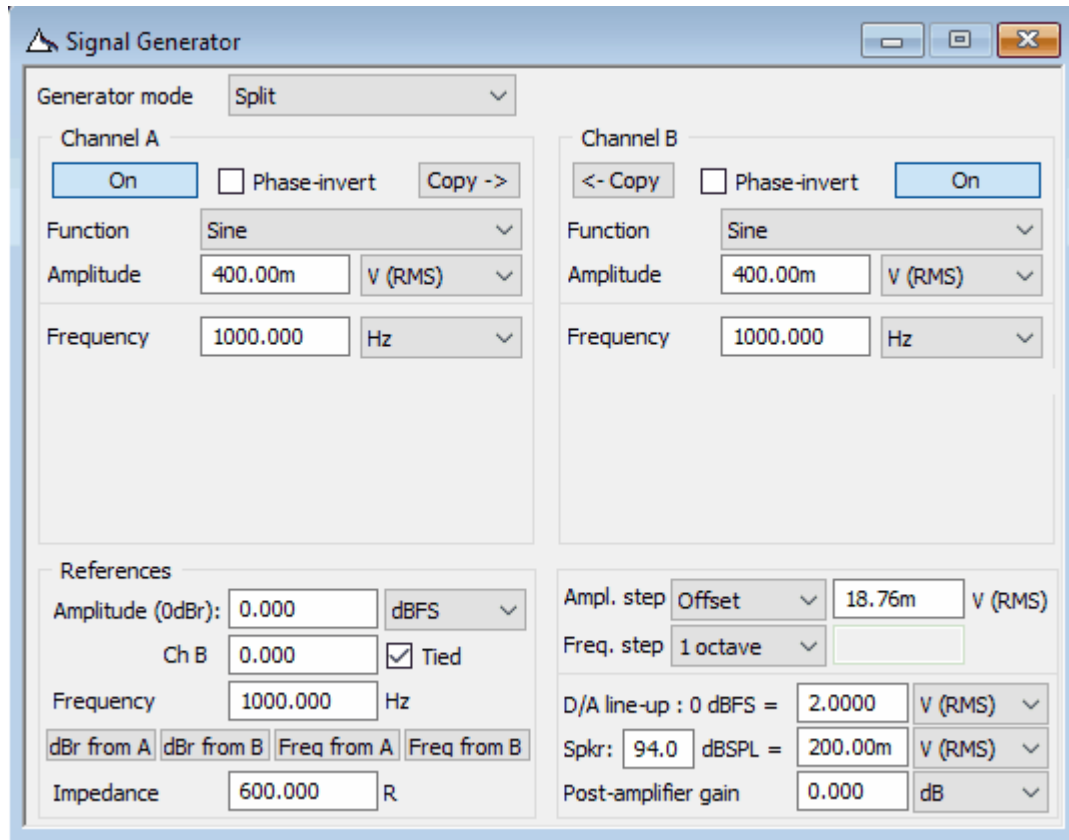 Signal Generator
Generator mode Split
Channel A
On Phase-invert Copy ->
Function Sine
Amplitude 400.00m V (RMS)
Frequency 1000.000 Hz
Channel B
<- Copy Phase-invert On
Function Sine
Amplitude 400.00m V (RMS)
Frequency 1000.000 Hz
References
Amplitude (0dBr): 0.000 dBFS
Ch B 0.000 Tied
Frequency 1000.000 Hz
dBr from A dBr from B Freq from A Freq from B
Impedance 600.000 R
Ampl. step Offset 18.76m V (RMS)
Freq. step 1 octave
D/A line-up : 0 dBFS = 2.0000 V (RMS)
Spkr: 94.0 dBSPL = 200.00m V (RMS)
Post-amplifier gain 0.000 dB